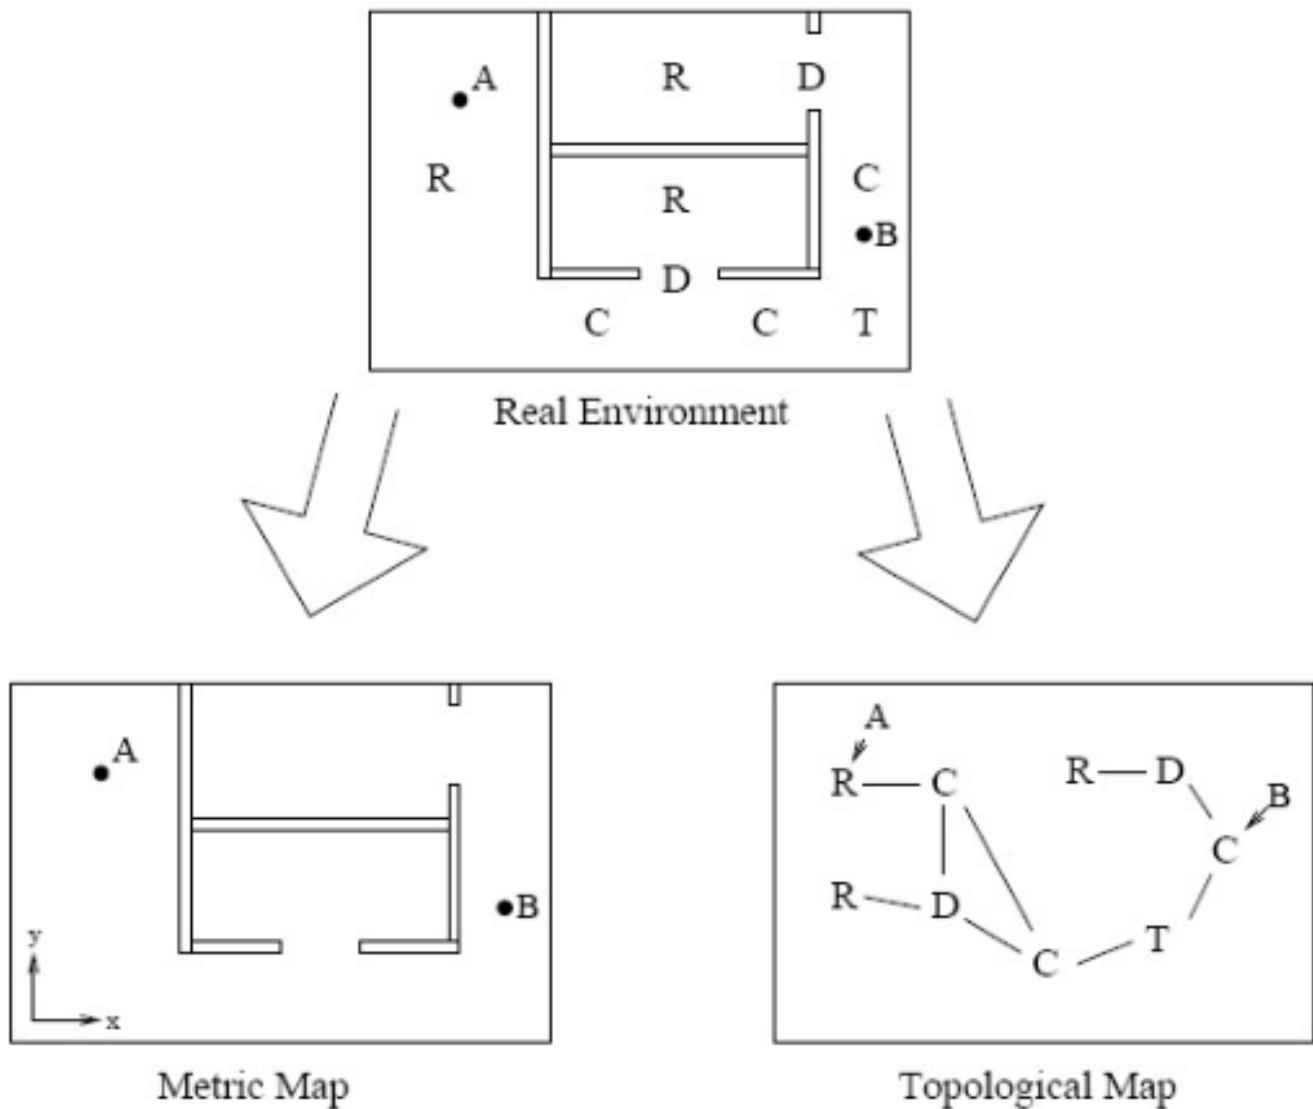 A
R D
R C
R
B
D
C C T
Real Environment
A
B
y
x
Metric Map
A
R C R D
B
C
R D
T
C
Topological Map